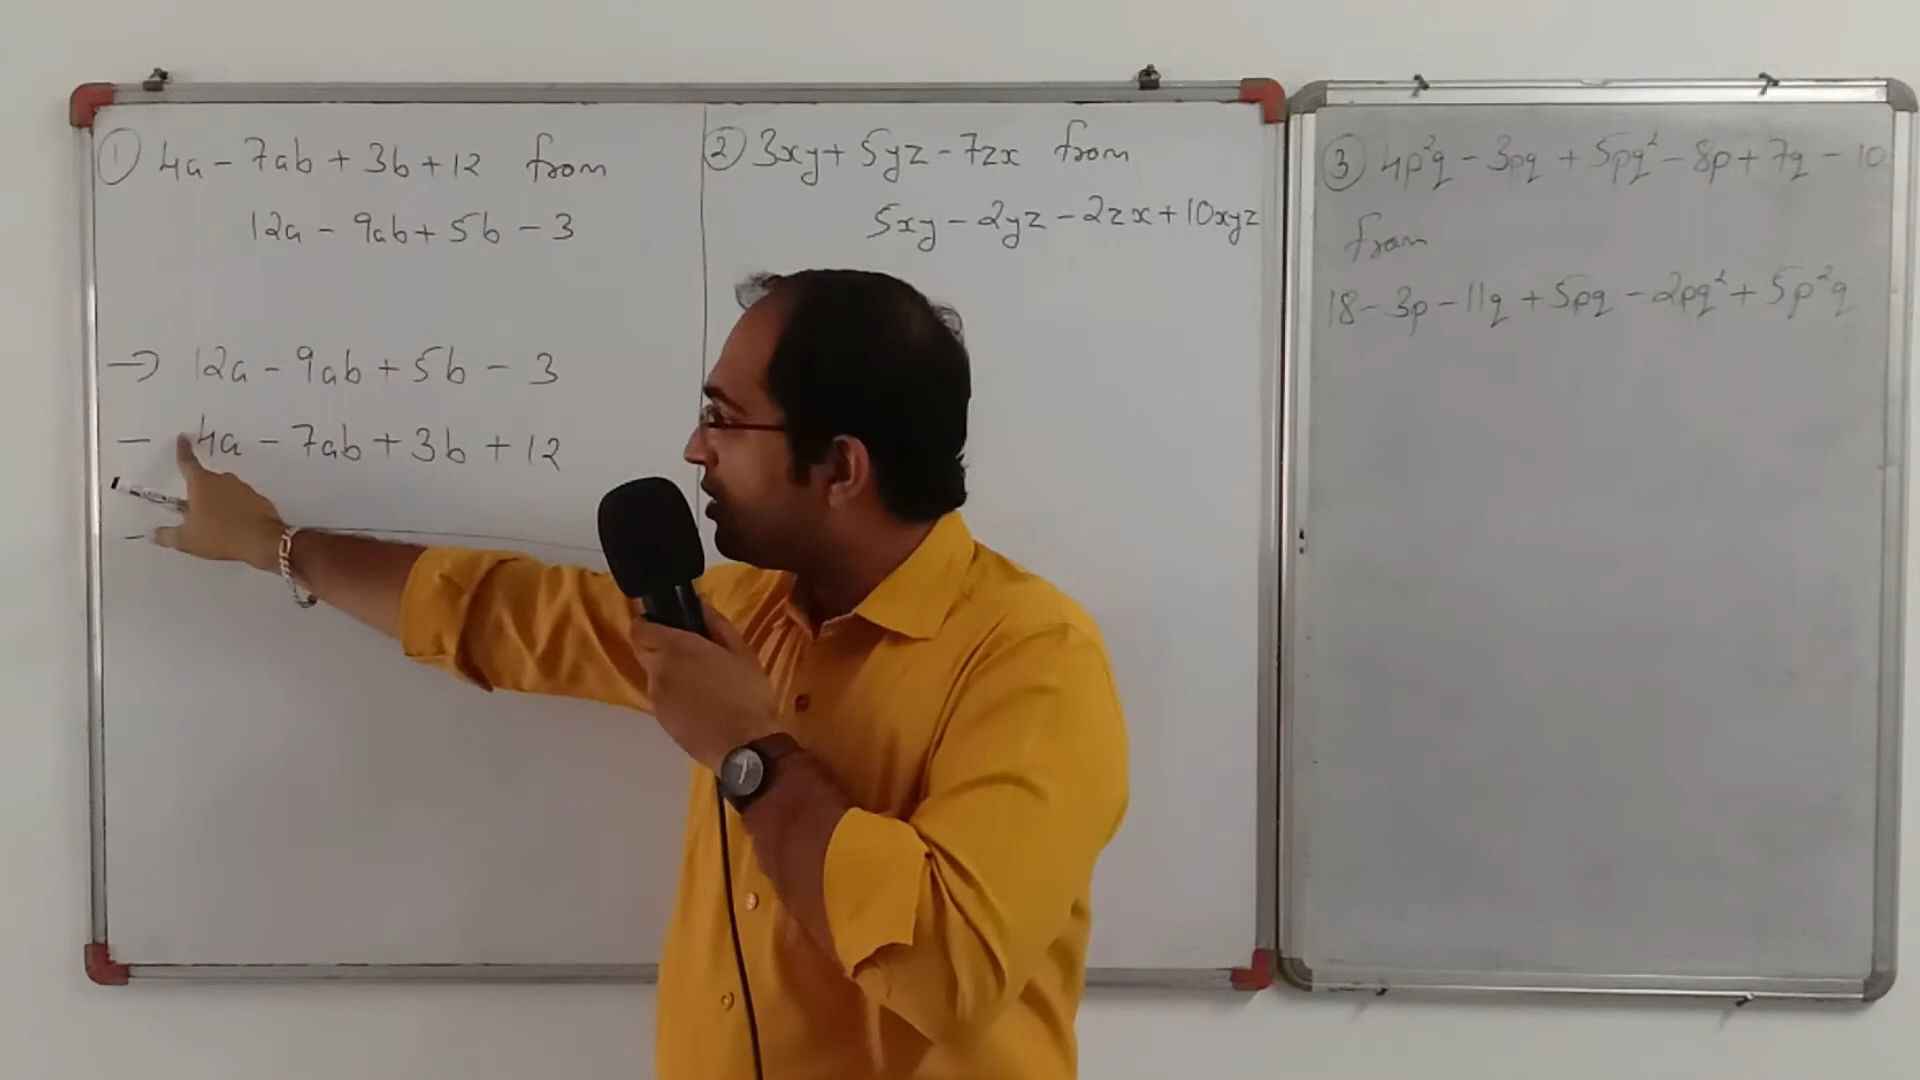 ① 4a - 7ab + 3b + 12 from
12a - 9ab + 5b - 3
→ 12a - 9ab + 5b - 3
- 4a - 7ab + 3b + 12
-
② 3xy + 5yz - 7zx from
5xy - 2yz - 2zx + 10xyz
③ 4p²q - 3pq + 5pq² - 8p + 7q - 10
from
18 - 3p - 11q + 5pq - 2pq² + 5p²q